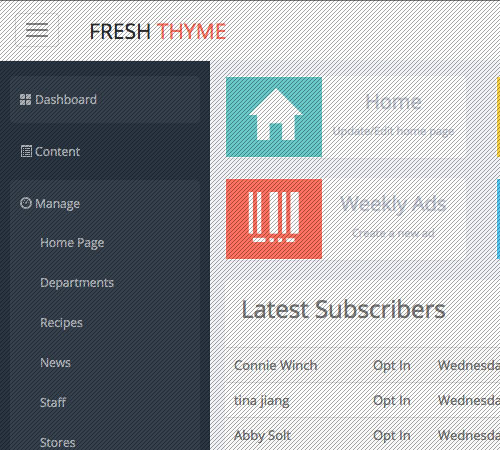 FRESH THYME
Dashboard
Content
Manage
Home Page
Departments
Recipes
News
Staff
Stores
Home
Update/Edit home page
Weekly Ads
Create a new ad
Latest Subscribers
Connie Winch Opt In Wednesda
tina jiang Opt In Wednesda
Abby Solt Opt In Wednesda